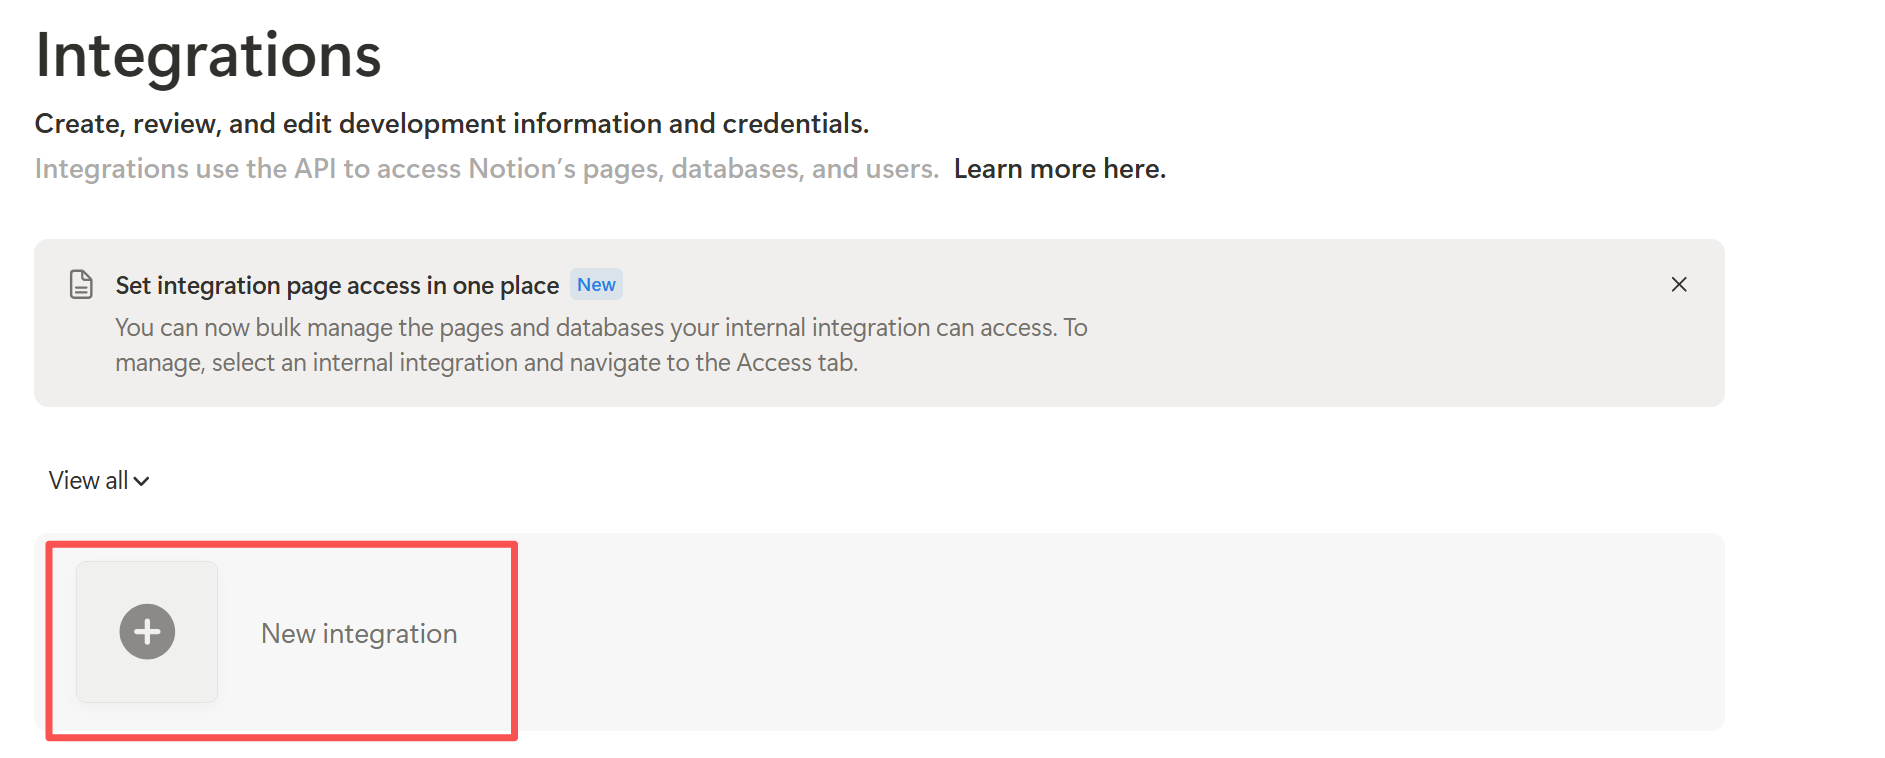 Integrations
Create, review, and edit development information and credentials.
Integrations use the API to access Notion’s pages, databases, and users. Learn more here.
Set integration page access in one place New
You can now bulk manage the pages and databases your internal integration can access. To
manage, select an internal integration and navigate to the Access tab.
View all
New integration